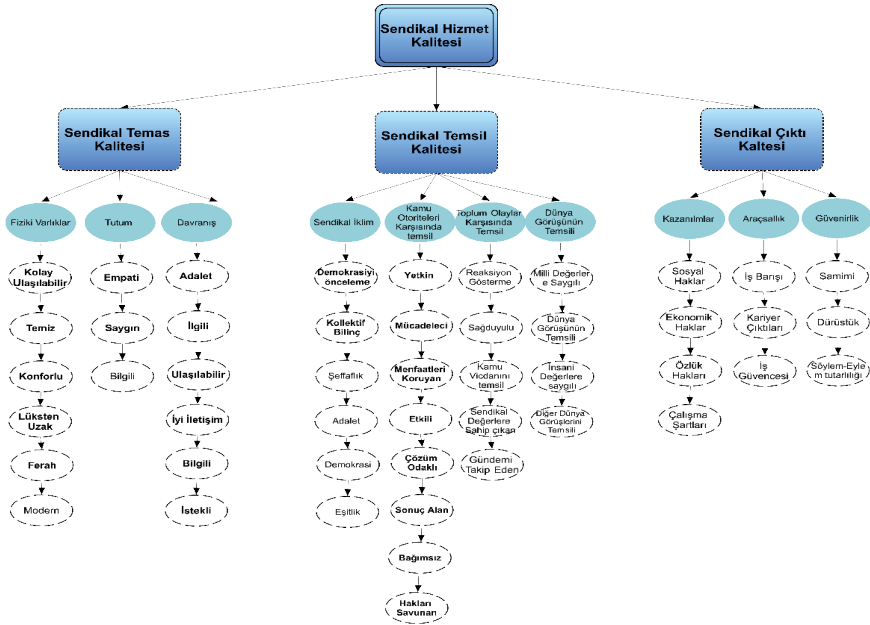 Sendikal Hizmet
Kalitesi
Sendikal Temas
Kalitesi
Sendikal Temsil
Kalitesi
Sendikal Çıktı
Kaltesi
Fiziki Varlıklar
Tutum
Davranış
Sendikal İklim
Kamu
Otoriteleri
Karşısında
temsil
Toplum Olaylar
Karşısında
Temsil
Dünya
Görüşünün
Temsili
Kazanılmlar
Araçsallık
Güvenirlik
Kolay
Ulaşılabilir
Temiz
Konforlu
Lüksten
Uzak
Ferah
Modern
Empati
Saygın
Bilgili
Adalet
İlgili
Ulaşılabilir
İyi İletişim
Bilgili
İstekli
Demokrasiyi
önceleme
Kollektif
Bilinç
Şeffaflık
Adalet
Demokrasi
Eşitlik
Yetkin
Mücadeleci
Menfaatleri
Koruyan
Etkili
Çözüm
Odaklı
Sonuç Alan
Bağımsız
Hakları
Savunan
Reaksiyon
Gösterme
Sağduyulu
Kamu
Vicdanını
temsil
Sendikal
Değerlere
Sahip çıkan
Gündemi
Takip Eden
Milli Değerler
e Saygılı
Dünya
Görüşünün
Temsili
İnsani
Değerlere
saygılı
Diğer Dünya
Görüşlerini
Temsili
Sosyal
Haklar
Ekonomik
Haklar
Özlük
Hakları
Çalışma
Şartları
İş Barışı
Kariyer
Çıktıları
İş
Güvencesi
Samimi
Dürüstük
Söylem-Eyle
m tutarlılığı